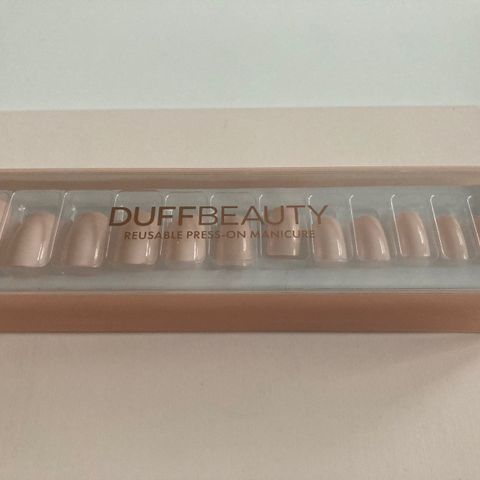 DUFFBEAUTY
REUSABLE PRESS-ON MANICURE